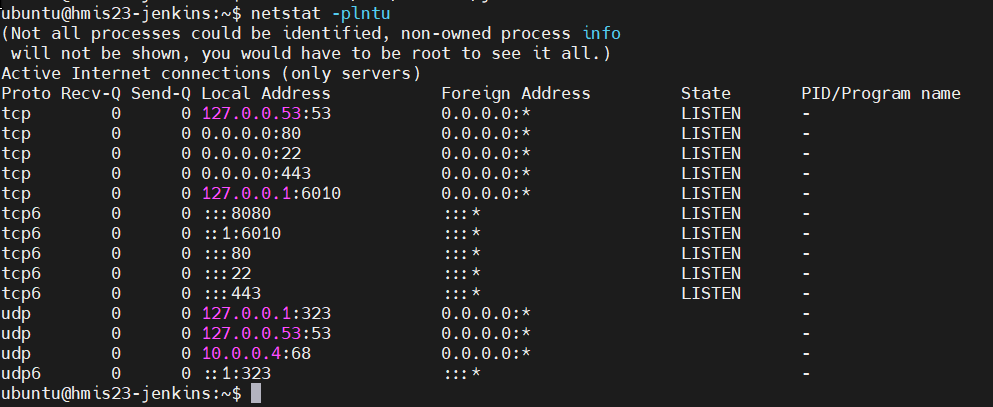 ubuntu@hmis23-jenkins:~$ netstat -plntu
(Not all processes could be identified, non-owned process info
 will not be shown, you would have to be root to see it all.)
Active Internet connections (only servers)
Proto Recv-Q Send-Q Local Address           Foreign Address         State       PID/Program name
tcp        0      0 127.0.0.53:53           0.0.0.0:*               LISTEN      -
tcp        0      0 0.0.0.0:80              0.0.0.0:*               LISTEN      -
tcp        0      0 0.0.0.0:22              0.0.0.0:*               LISTEN      -
tcp        0      0 0.0.0.0:443             0.0.0.0:*               LISTEN      -
tcp        0      0 127.0.0.1:6010          0.0.0.0:*               LISTEN      -
tcp6       0      0 :::8080                 :::*                    LISTEN      -
tcp6       0      0 ::1:6010                :::*                    LISTEN      -
tcp6       0      0 :::80                   :::*                    LISTEN      -
tcp6       0      0 :::22                   :::*                    LISTEN      -
tcp6       0      0 :::443                  :::*                    LISTEN      -
udp        0      0 127.0.0.1:323           0.0.0.0:*                           -
udp        0      0 127.0.0.53:53           0.0.0.0:*                           -
udp        0      0 10.0.0.4:68             0.0.0.0:*                           -
udp6       0      0 ::1:323                 :::*                                -
ubuntu@hmis23-jenkins:~$